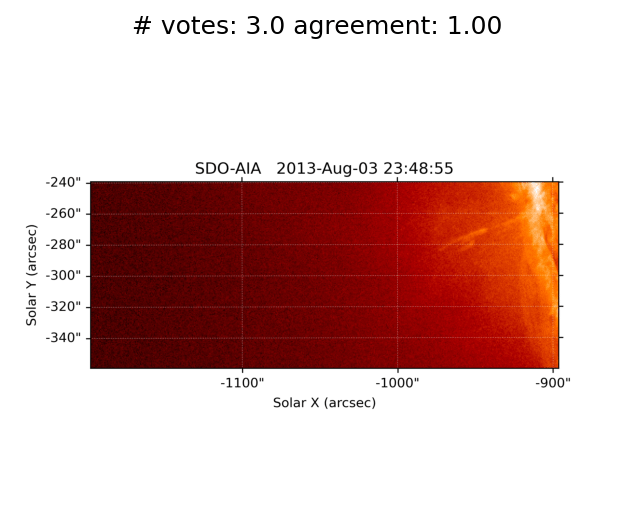 # votes: 3.0 agreement: 1.00
SDO-AIA   2013-Aug-03 23:48:55
-240"
-260"
-280"
-300"
-320"
-340"
Solar Y (arcsec)
-1100"
-1000"
-900"
Solar X (arcsec)